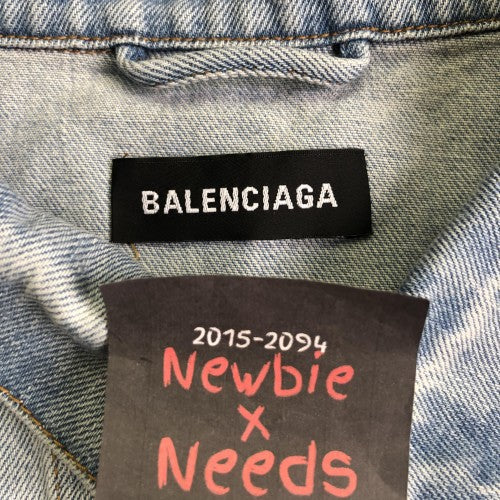 BALENCIAGA
2015-2094
Newbie
x
Needs